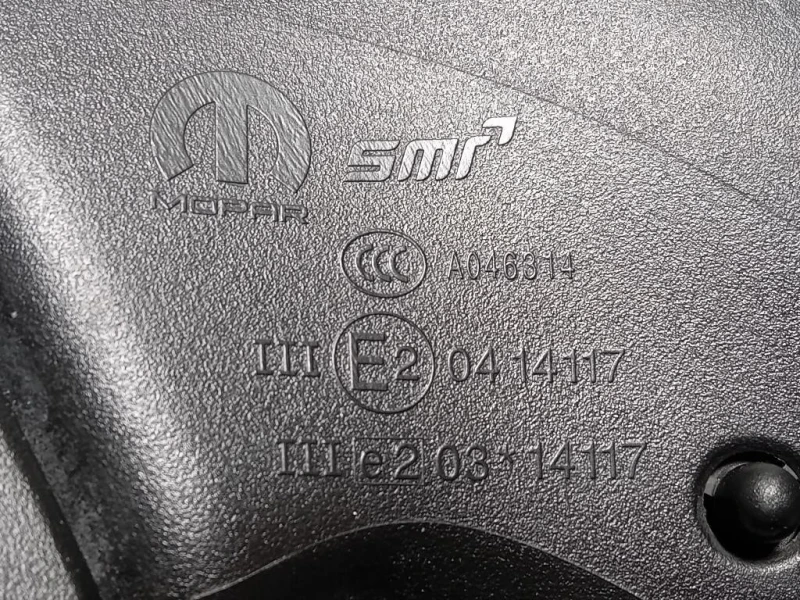 MOPAR
smr
CCC A046314
III E2 04 14117
III e2 03*14117